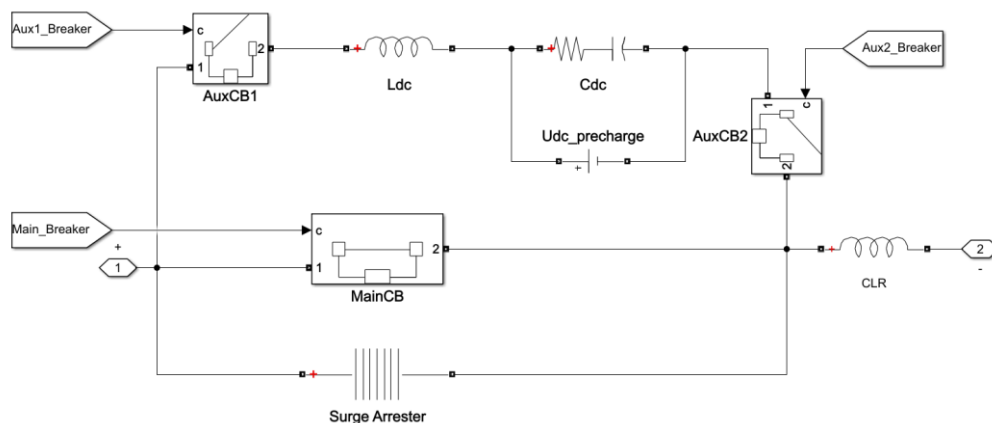 Aux1_Breaker
c
1
2
AuxCB1
+
Ldc
+
Cdc
Udc_precharge
+
Aux2_Breaker
1
c
AuxCB2
2
Main_Breaker
+
1
c
1
2
MainCB
+
CLR
2
-
+
Surge Arrester